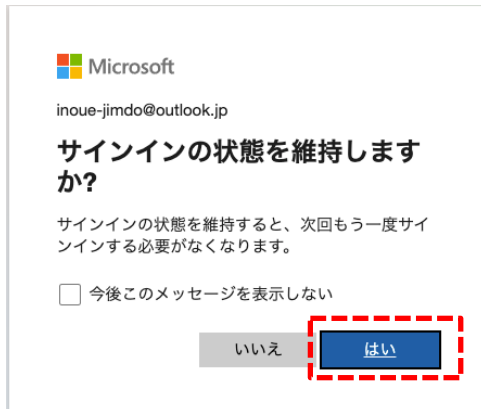 Microsoft
inoue-jimdo@outlook.jp
サインインの状態を維持します
か?
サインインの状態を維持すると、次回もう一度サイ
ンインする必要がなくなります。
今後このメッセージを表示しない
いいえ
はい